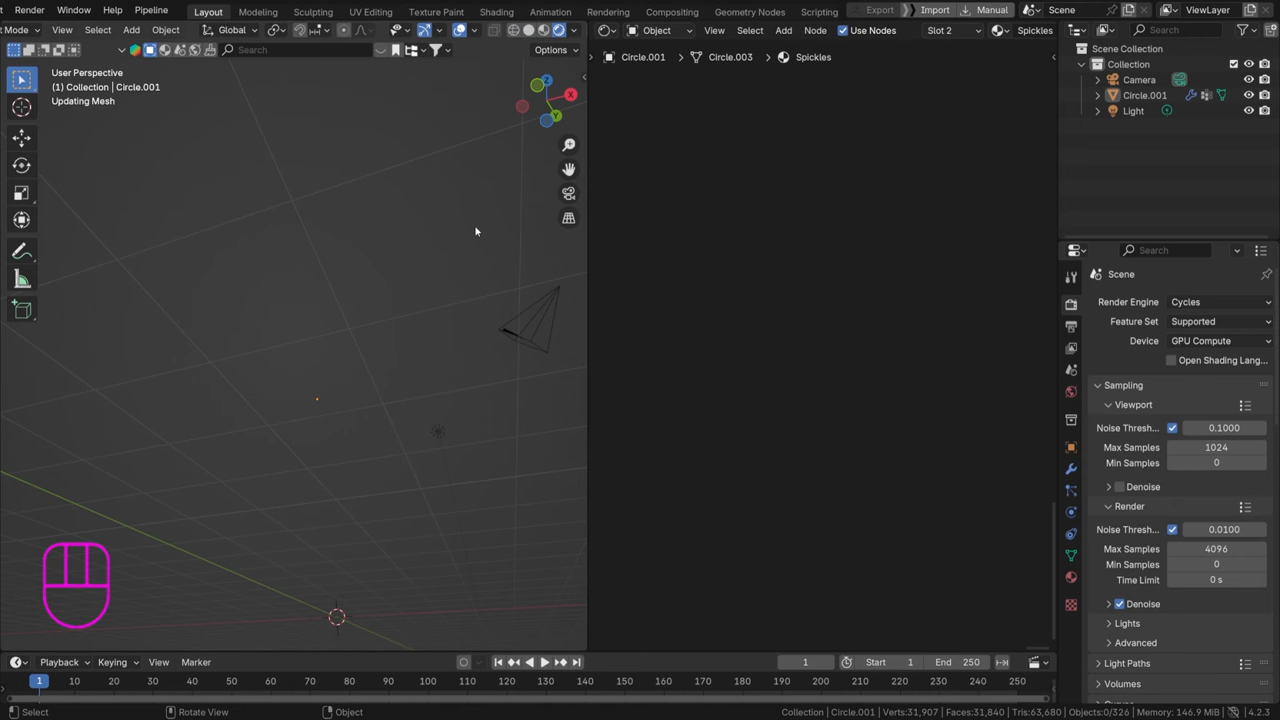 Render Window Help Pipeline Layout Modeling Sculpting UV Editing Texture Paint Shading Animation Rendering Compositing Geometry Nodes Scripting Export Import Manual Scene ViewLayer
Mode View Select Add Object Global Object View Select Add Node Use Nodes Slot 2 Spickles Search
Search Options Circle.001 > Circle.003 > Spickles
Scene Collection
Collection
Camera
Circle.001
Light
User Perspective
(1) Collection | Circle.001
Updating Mesh
Z
X
Y
Search
Scene
Render Engine Cycles
Feature Set Supported
Device GPU Compute
Open Shading Lang...
Sampling
Viewport
Noise Thresh... 0.1000
Max Samples 1024
Min Samples 0
Denoise
Render
Noise Thresh... 0.0100
Max Samples 4096
Min Samples 0
Time Limit 0 s
Denoise
Lights
Advanced
Light Paths
Volumes
Playback Keying View Marker 1 Start 1 End 250
1 10 20 30 40 50 60 70 80 90 100 110 120 130 140 150 160 170 180 190 200 210 220 230 240 250
Select Rotate View Object Collection | Circle.001 | Verts:31,907 | Faces:31,840 | Tris:63,680 | Objects:0/326 | Memory: 146.9 MiB 4.2.3